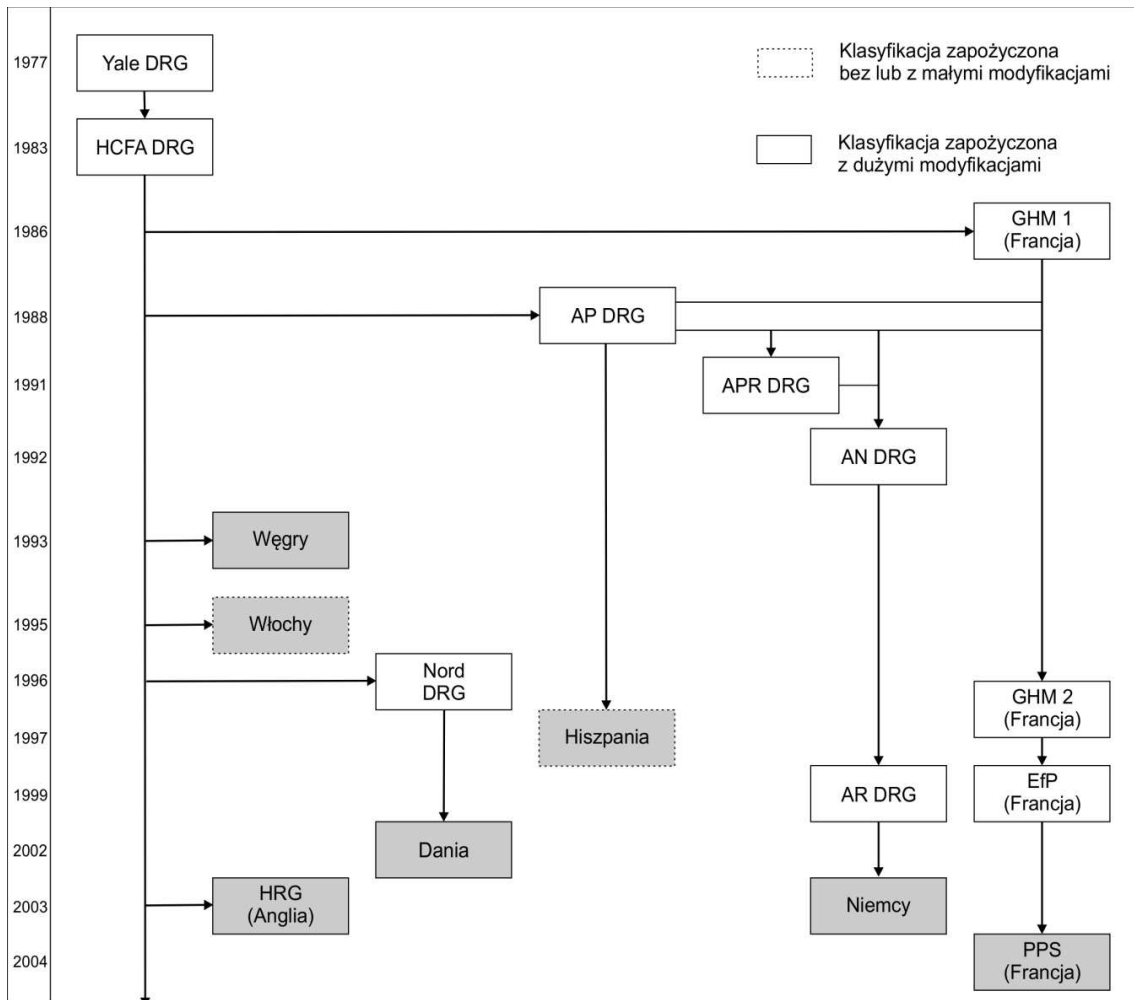 1977
Yale DRG
Klasyfikacja zapożyczona
bez lub z małymi modyfikacjami
1983
HCFA DRG
Klasyfikacja zapożyczona
z dużymi modyfikacjami
1986
GHM 1
(Francja)
1988
AP DRG
1991
APR DRG
1992
AN DRG
1993
Węgry
1995
Włochy
1996
Nord
DRG
GHM 2
(Francja)
1997
Hiszpania
1999
AR DRG
EfP
(Francja)
2002
Dania
2003
HRG
(Anglia)
Niemcy
2004
PPS
(Francja)